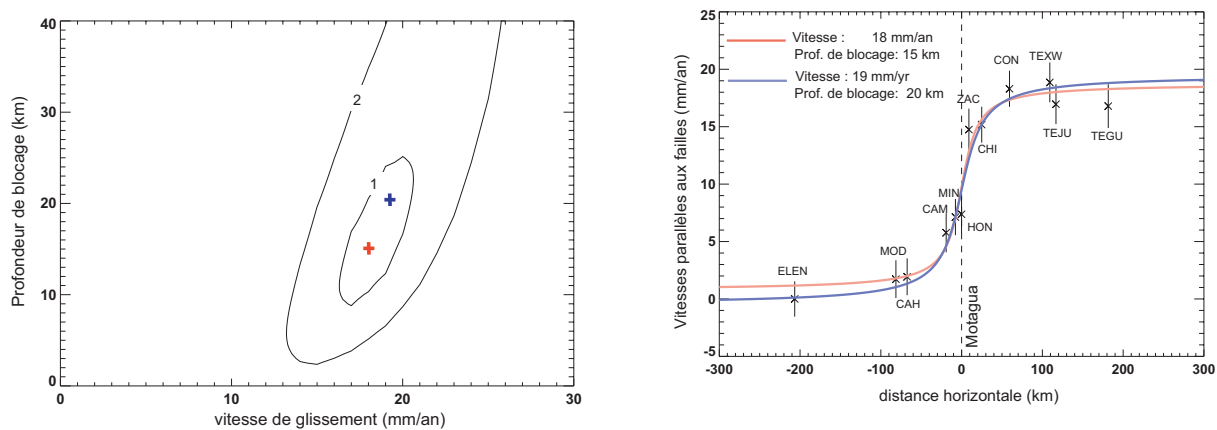 40
30
20
10
0
Profondeur de blocage (km)
2
1
0
10
20
30
vitesse de glissement (mm/an)
25
20
15
10
5
0
-5
Vitesses parallèles aux failles (mm/an)
Vitesse : 18 mm/an
Prof. de blocage: 15 km
Vitesse : 19 mm/yr
Prof. de blocage: 20 km
CON
TEXW
ZAC
CHI
TEJU
TEGU
MIN
CAM
HON
MOD
ELEN
CAH
Motagua
-300
-200
-100
0
100
200
300
distance horizontale (km)